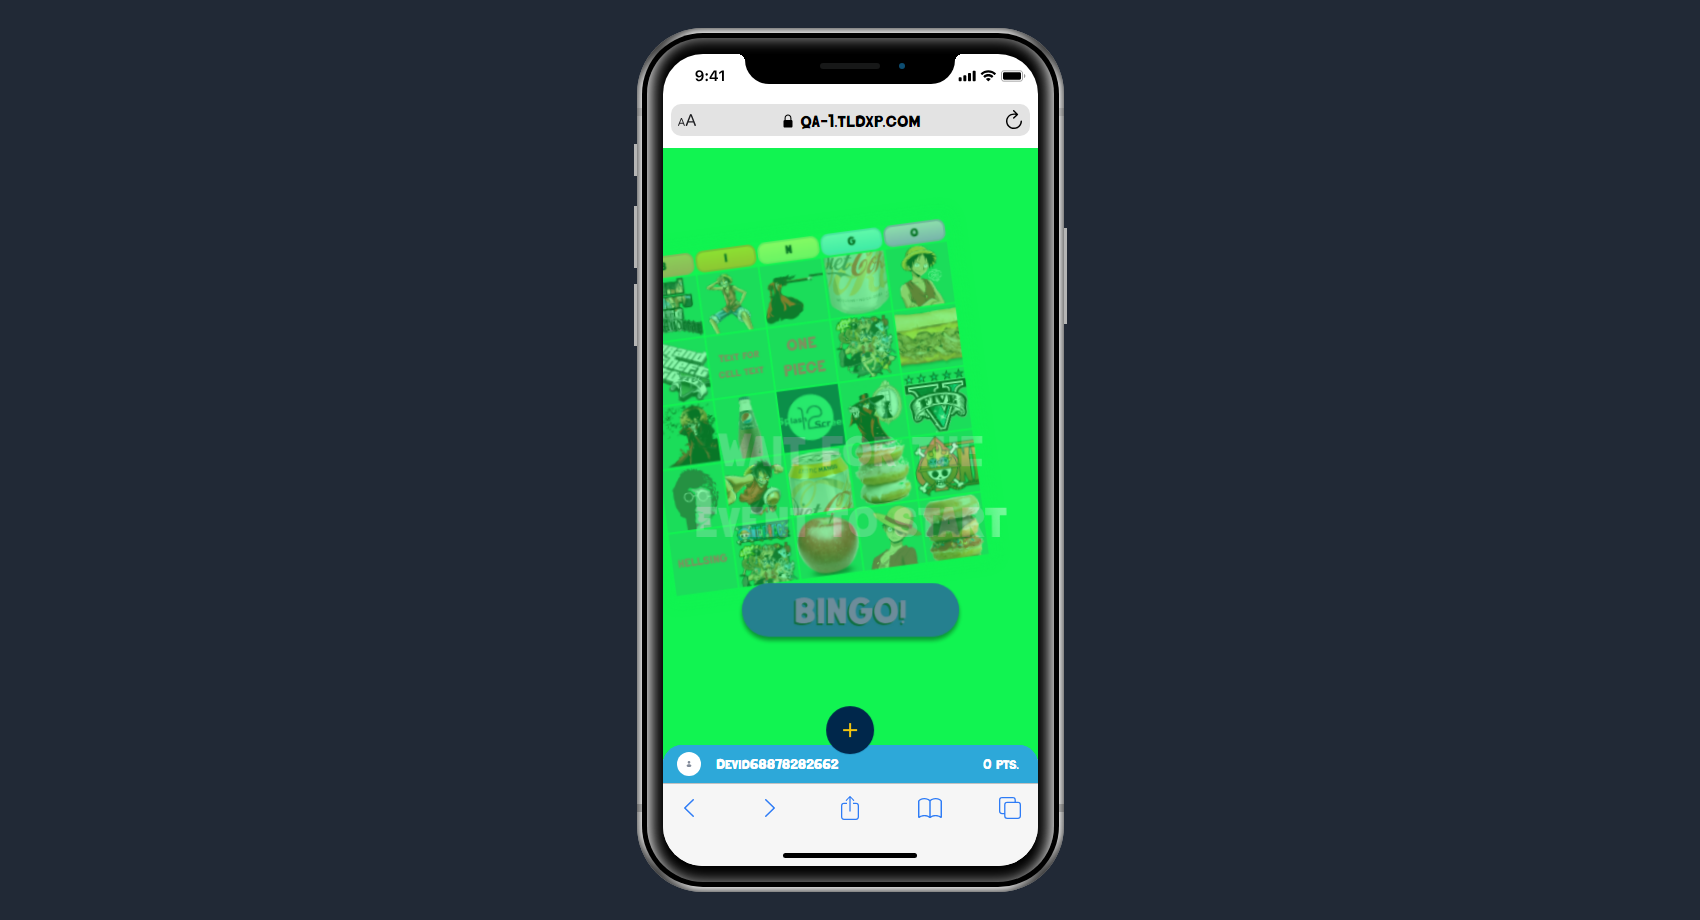 9:41
AA
QA-1.TLDXP.COM
I N G O
TEXT FOR
CELL TEXT
ONE
PIECE
FIVE
WAIT FOR THE
EVENT TO START
HELLSING
BINGO!
+
DEVID68878282662
0 PTS.